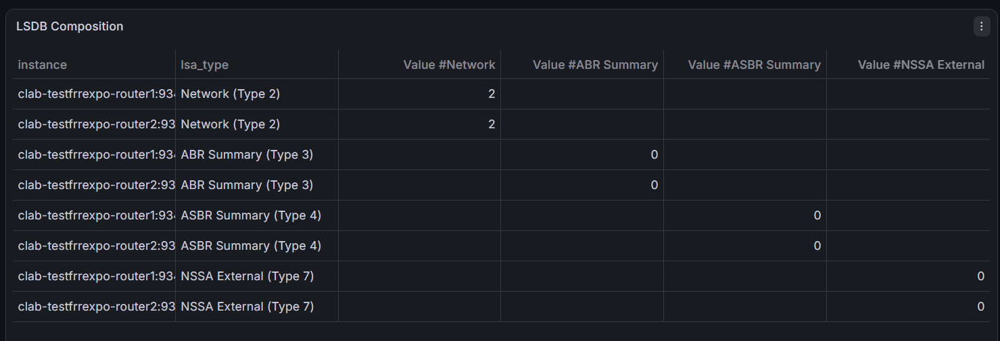 LSDB Composition
instance lsa_type Value #Network Value #ABR Summary Value #ASBR Summary Value #NSSA External
clab-testfrrexpo-router1:934 Network (Type 2) 2
clab-testfrrexpo-router2:93 Network (Type 2) 2
clab-testfrrexpo-router1:934 ABR Summary (Type 3) 0
clab-testfrrexpo-router2:93 ABR Summary (Type 3) 0
clab-testfrrexpo-router1:934 ASBR Summary (Type 4) 0
clab-testfrrexpo-router2:93 ASBR Summary (Type 4) 0
clab-testfrrexpo-router1:934 NSSA External (Type 7) 0
clab-testfrrexpo-router2:93 NSSA External (Type 7) 0